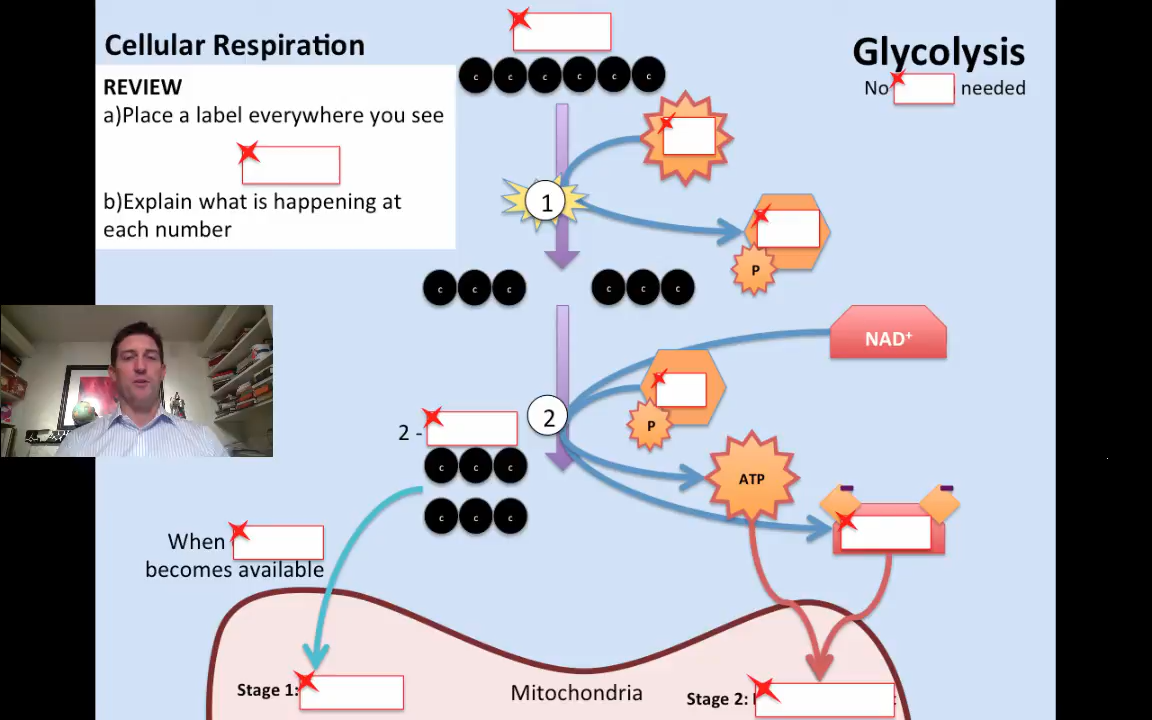 Cellular Respiration
Glycolysis
No needed
REVIEW
a)Place a label everywhere you see
b)Explain what is happening at
each number
c c c c c c
1
P
c c c c c c
NAD⁺
2
P
2 -
c c c
ATP
c c c
When
becomes available
Stage 1:
Mitochondria
Stage 2: